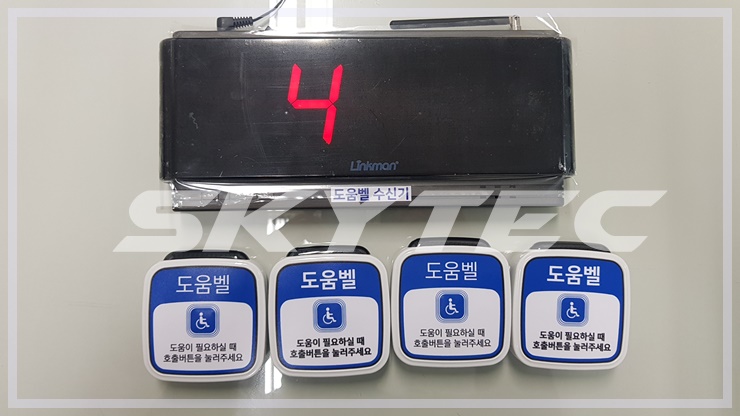 4
Linkman
도움벨 수신기
SKYTEC
도움벨
도움이 필요하실 때
호출버튼을 눌러주세요
도움벨
도움이 필요하실 때
호출버튼을 눌러주세요
도움벨
도움이 필요하실 때
호출버튼을 눌러주세요
도움벨
도움이 필요하실 때
호출버튼을 눌러주세요